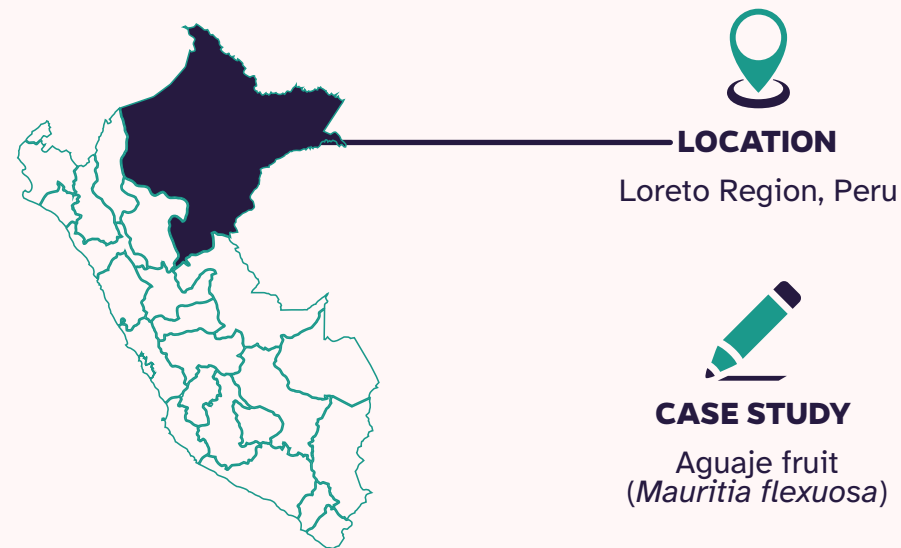 LOCATION
Loreto Region, Peru
CASE STUDY
Aguaje fruit
(Mauritia flexuosa)